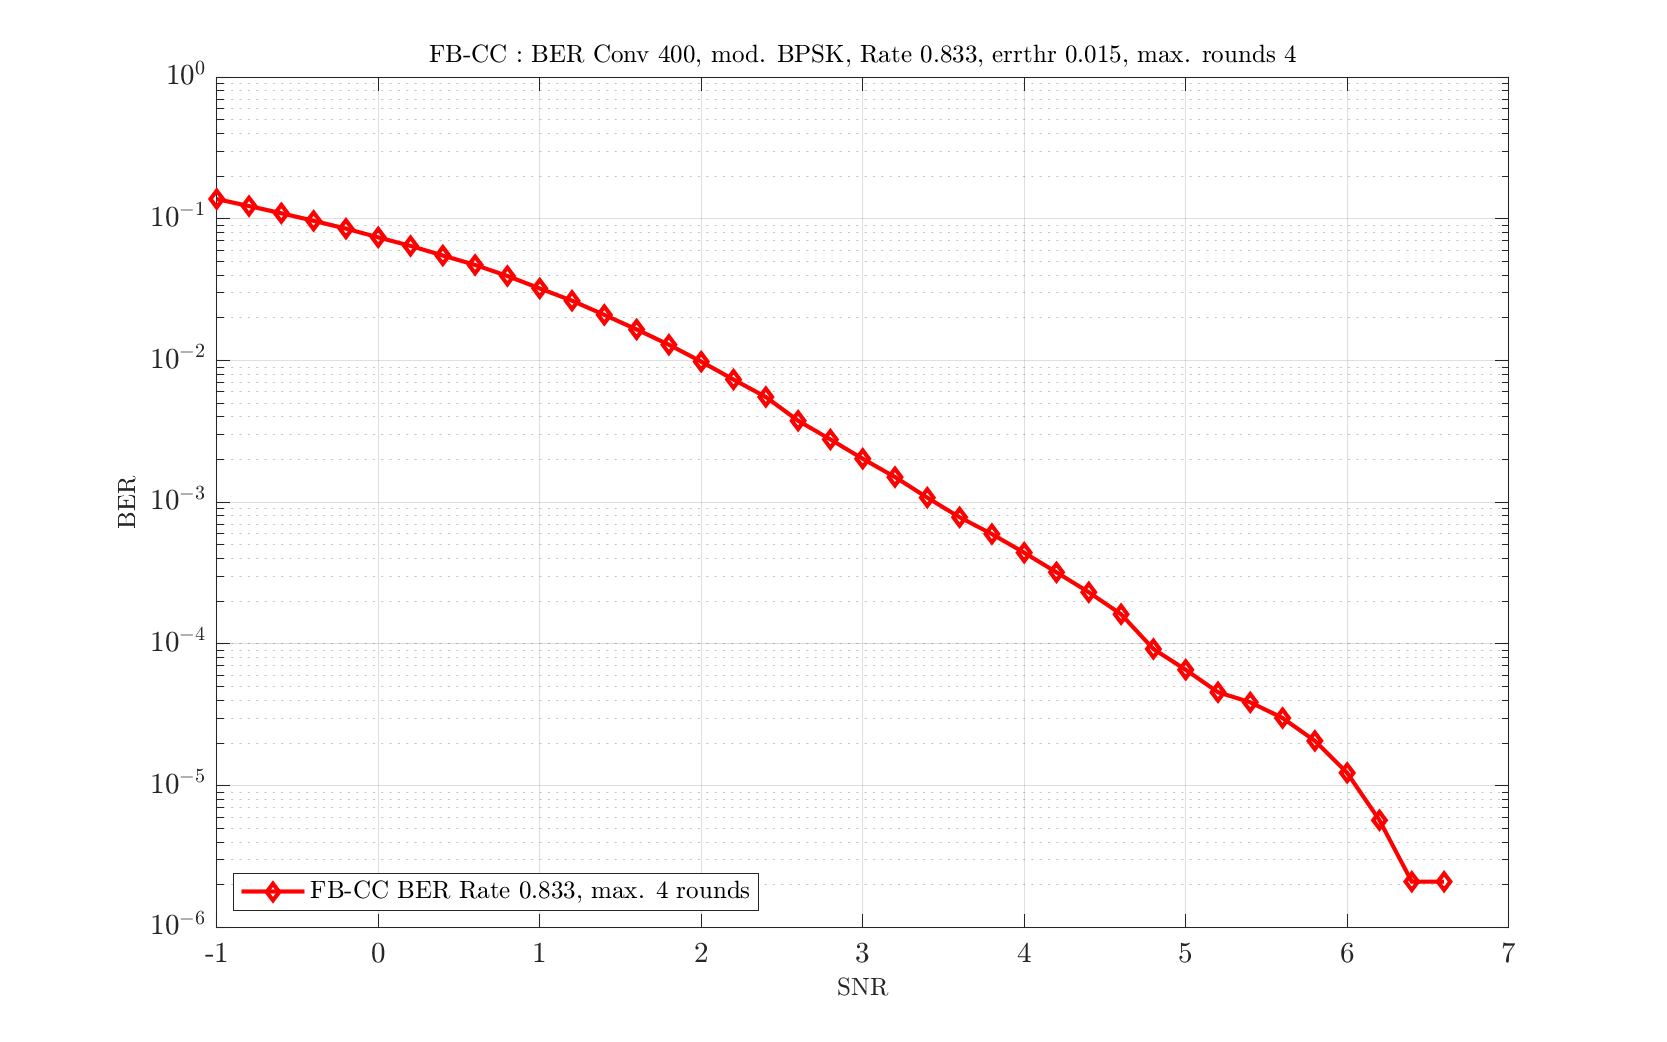 FB-CC : BER Conv 400, mod. BPSK, Rate 0.833, errthr 0.015, max. rounds 4
10^0
10^-1
10^-2
10^-3
10^-4
10^-5
10^-6
BER
FB-CC BER Rate 0.833, max. 4 rounds
-1 0 1 2 3 4 5 6 7
SNR